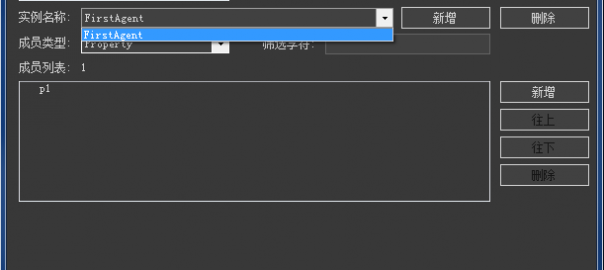 实例名称: FirstAgent 新增 删除
FirstAgent
成员类型: Property 筛选字符:
成员列表: 1
p1 新增
往上
往下
删除